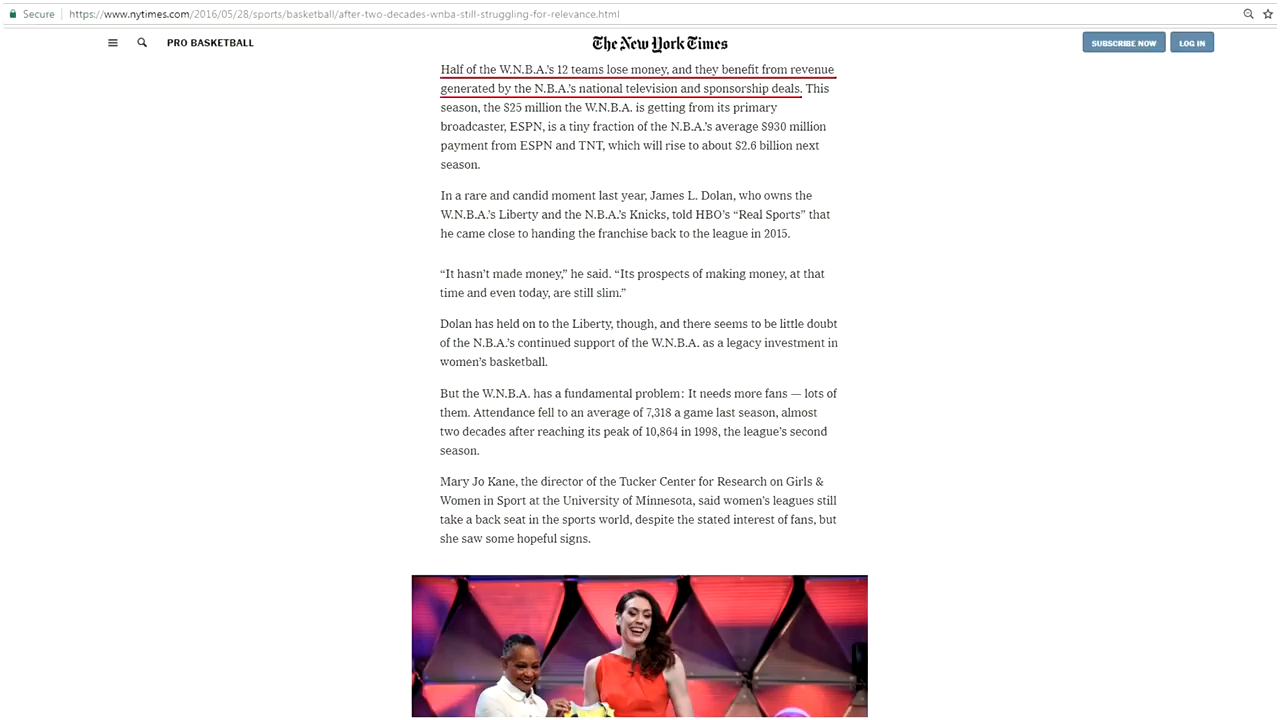 Secure
https://www.nytimes.com/2016/05/28/sports/basketball/after-two-decades-wnba-still-struggling-for-relevance.html
PRO BASKETBALL
The New York Times
SUBSCRIBE NOW
LOG IN
Half of the W.N.B.A.’s 12 teams lose money, and they benefit from revenue
generated by the N.B.A.’s national television and sponsorship deals. This
season, the $25 million the W.N.B.A. is getting from its primary
broadcaster, ESPN, is a tiny fraction of the N.B.A.’s average $930 million
payment from ESPN and TNT, which will rise to about $2.6 billion next
season.
In a rare and candid moment last year, James L. Dolan, who owns the
W.N.B.A.’s Liberty and the N.B.A.’s Knicks, told HBO’s “Real Sports” that
he came close to handing the franchise back to the league in 2015.
“It hasn’t made money,” he said. “Its prospects of making money, at that
time and even today, are still slim.”
Dolan has held on to the Liberty, though, and there seems to be little doubt
of the N.B.A.’s continued support of the W.N.B.A. as a legacy investment in
women’s basketball.
But the W.N.B.A. has a fundamental problem: It needs more fans — lots of
them. Attendance fell to an average of 7,318 a game last season, almost
two decades after reaching its peak of 10,864 in 1998, the league’s second
season.
Mary Jo Kane, the director of the Tucker Center for Research on Girls &
Women in Sport at the University of Minnesota, said women’s leagues still
take a back seat in the sports world, despite the stated interest of fans, but
she saw some hopeful signs.